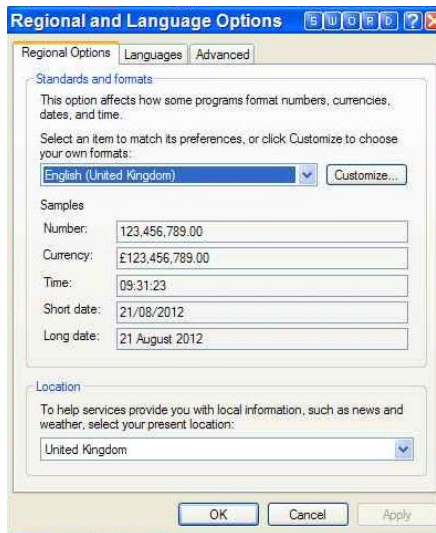 Regional and Language Options SWORD ?
Regional Options Languages Advanced
Standards and formats
This option affects how some programs format numbers, currencies,
dates, and time.
Select an item to match its preferences, or click Customize to choose
your own formats:
English (United Kingdom) Customize...
Samples
Number: 123,456,789.00
Currency: £123,456,789.00
Time: 09:31:23
Short date: 21/08/2012
Long date: 21 August 2012
Location
To help services provide you with local information, such as news and
weather, select your present location:
United Kingdom
OK Cancel Apply